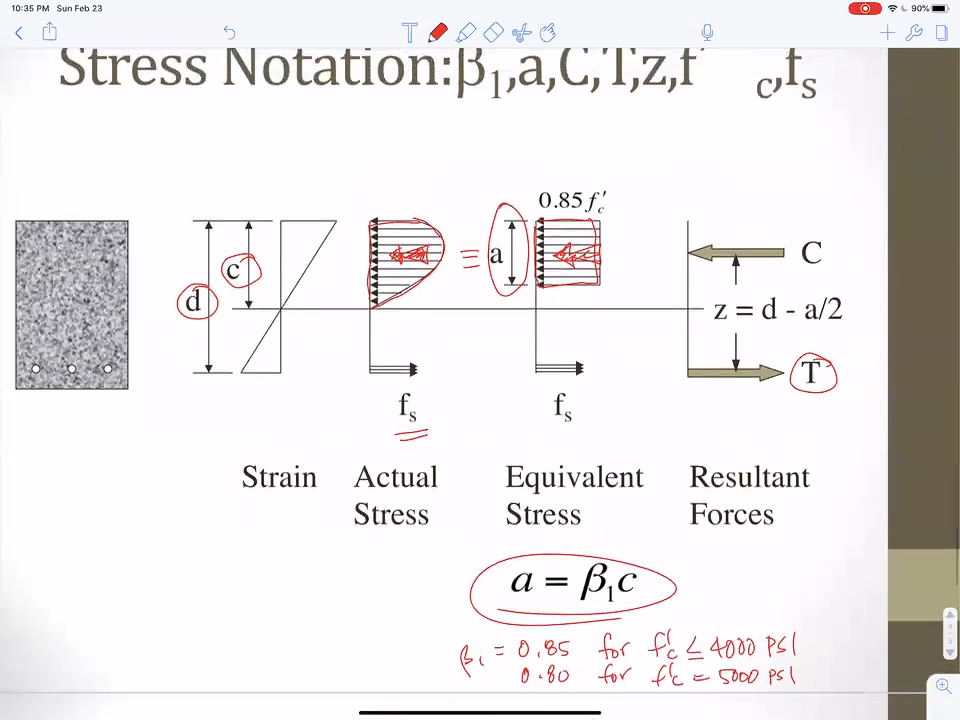 10:35 PM Sun Feb 23
90%
Stress Notation:β₁,a,C,T,z,f' c,fₛ
0.85 f'c
c
d
a
C
z = d - a/2
T
fₛ
fₛ
Strain
Actual
Stress
Equivalent
Stress
Resultant
Forces
≡
a = β₁c
β₁ = 0.85 for f'c ≤ 4000 PSI
0.80 for f'c = 5000 PSI